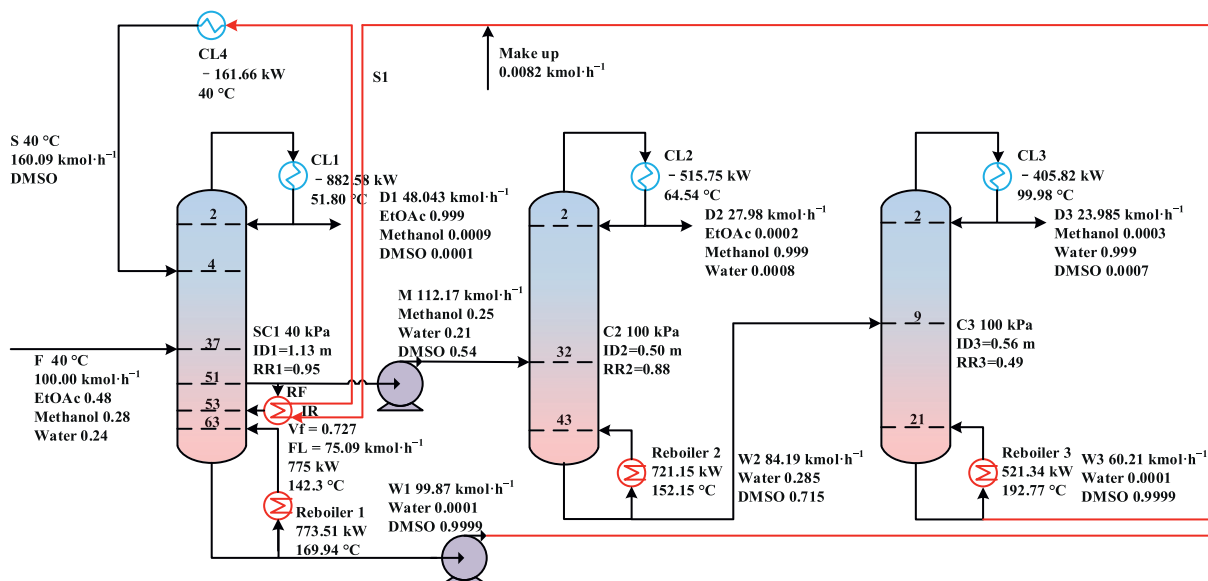 CL4
－161.66 kW
40 °C
S1
Make up
0.0082 kmol·h⁻¹
S 40 °C
160.09 kmol·h⁻¹
DMSO
2
4
37
51
53
63
CL1
－882.58 kW
51.80 °C
D1 48.043 kmol·h⁻¹
EtOAc 0.999
Methanol 0.0009
DMSO 0.0001
F 40 °C
100.00 kmol·h⁻¹
EtOAc 0.48
Methanol 0.28
Water 0.24
SC1 40 kPa
ID1=1.13 m
RR1=0.95
RF
IR
Vf = 0.727
FL = 75.09 kmol·h⁻¹
775 kW
142.3 °C
Reboiler 1
773.51 kW
169.94 °C
M 112.17 kmol·h⁻¹
Methanol 0.25
Water 0.21
DMSO 0.54
W1 99.87 kmol·h⁻¹
Water 0.0001
DMSO 0.9999
2
32
43
CL2
－515.75 kW
64.54 °C
D2 27.98 kmol·h⁻¹
EtOAc 0.0002
Methanol 0.999
Water 0.0008
C2 100 kPa
ID2=0.50 m
RR2=0.88
Reboiler 2
721.15 kW
152.15 °C
W2 84.19 kmol·h⁻¹
Water 0.285
DMSO 0.715
2
9
21
CL3
－405.82 kW
99.98 °C
D3 23.985 kmol·h⁻¹
Methanol 0.0003
Water 0.999
DMSO 0.0007
C3 100 kPa
ID3=0.56 m
RR3=0.49
Reboiler 3
521.34 kW
192.77 °C
W3 60.21 kmol·h⁻¹
Water 0.0001
DMSO 0.9999